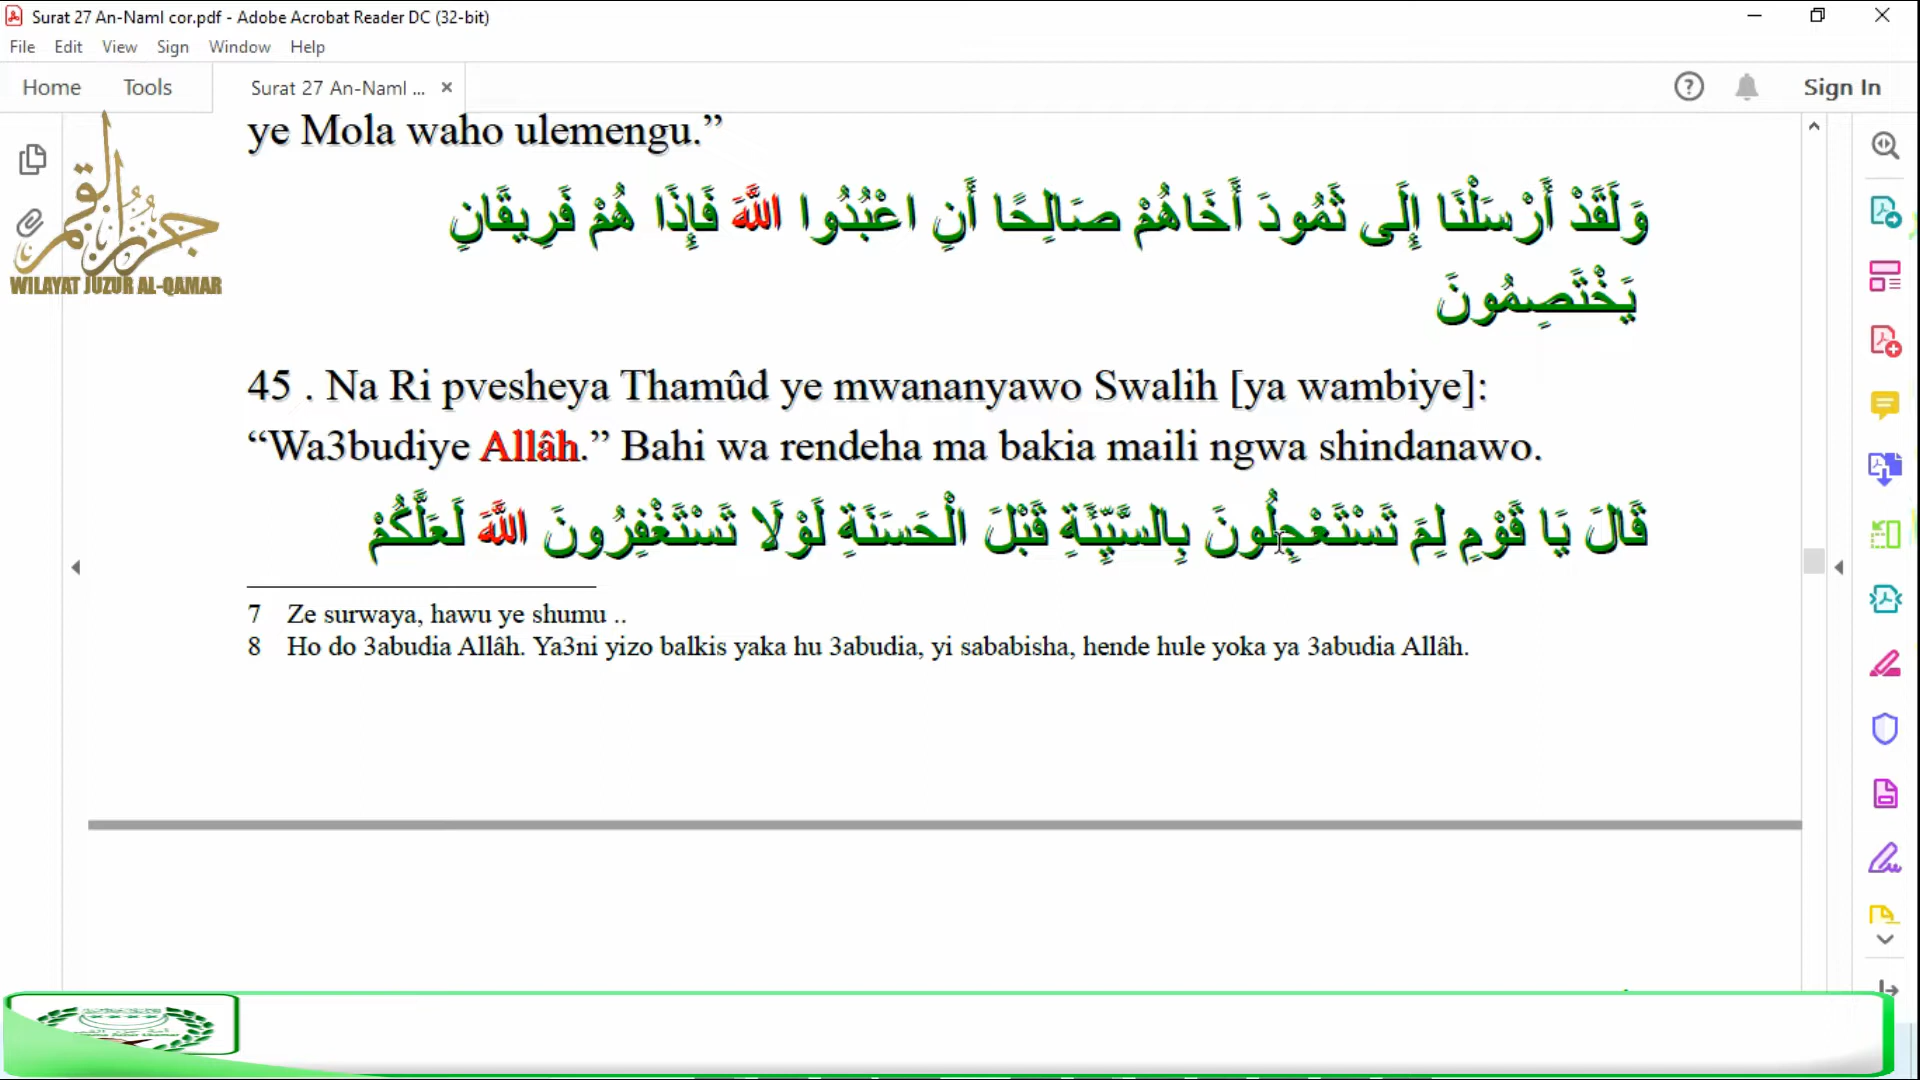 Surat 27 An-Naml cor.pdf - Adobe Acrobat Reader DC (32-bit)
File Edit View Sign Window Help
Home Tools Surat 27 An-Naml ... × Sign In
ye Mola waho ulemengu.”
وَلَقَدْ أَرْسَلْنَا إِلَى ثَمُودَ أَخَاهُمْ صَالِحًا أَنِ اعْبُدُوا اللَّهَ فَإِذَا هُمْ فَرِيقَانِ
يَخْتَصِمُونَ
WILAYAT JUZUR AL-QAMAR
45 . Na Ri pvesheya Thamûd ye mwananyawo Swalih [ya wambiye]:
“Wa3budiye Allâh.” Bahi wa rendeha ma bakia maili ngwa shindanawo.
قَالَ يَا قَوْمِ لِمَ تَسْتَعْجِلُونَ بِالسَّيِّئَةِ قَبْلَ الْحَسَنَةِ لَوْلَا تَسْتَغْفِرُونَ اللَّهَ لَعَلَّكُمْ
7 Ze surwaya, hawu ye shumu ..
8 Ho do 3abudia Allâh. Ya3ni yizo balkis yaka hu 3abudia, yi sababisha, hende hule yoka ya 3abudia Allâh.